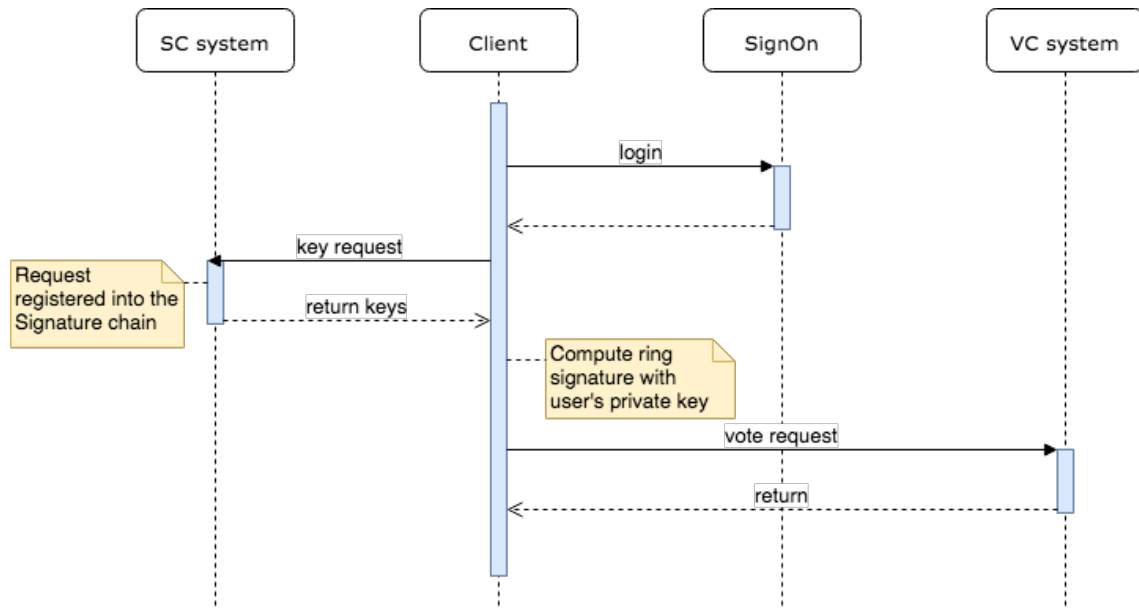 SC system
Client
SignOn
VC system
login
key request
Request
registered into the
Signature chain
return keys
Compute ring
signature with
user's private key
vote request
return